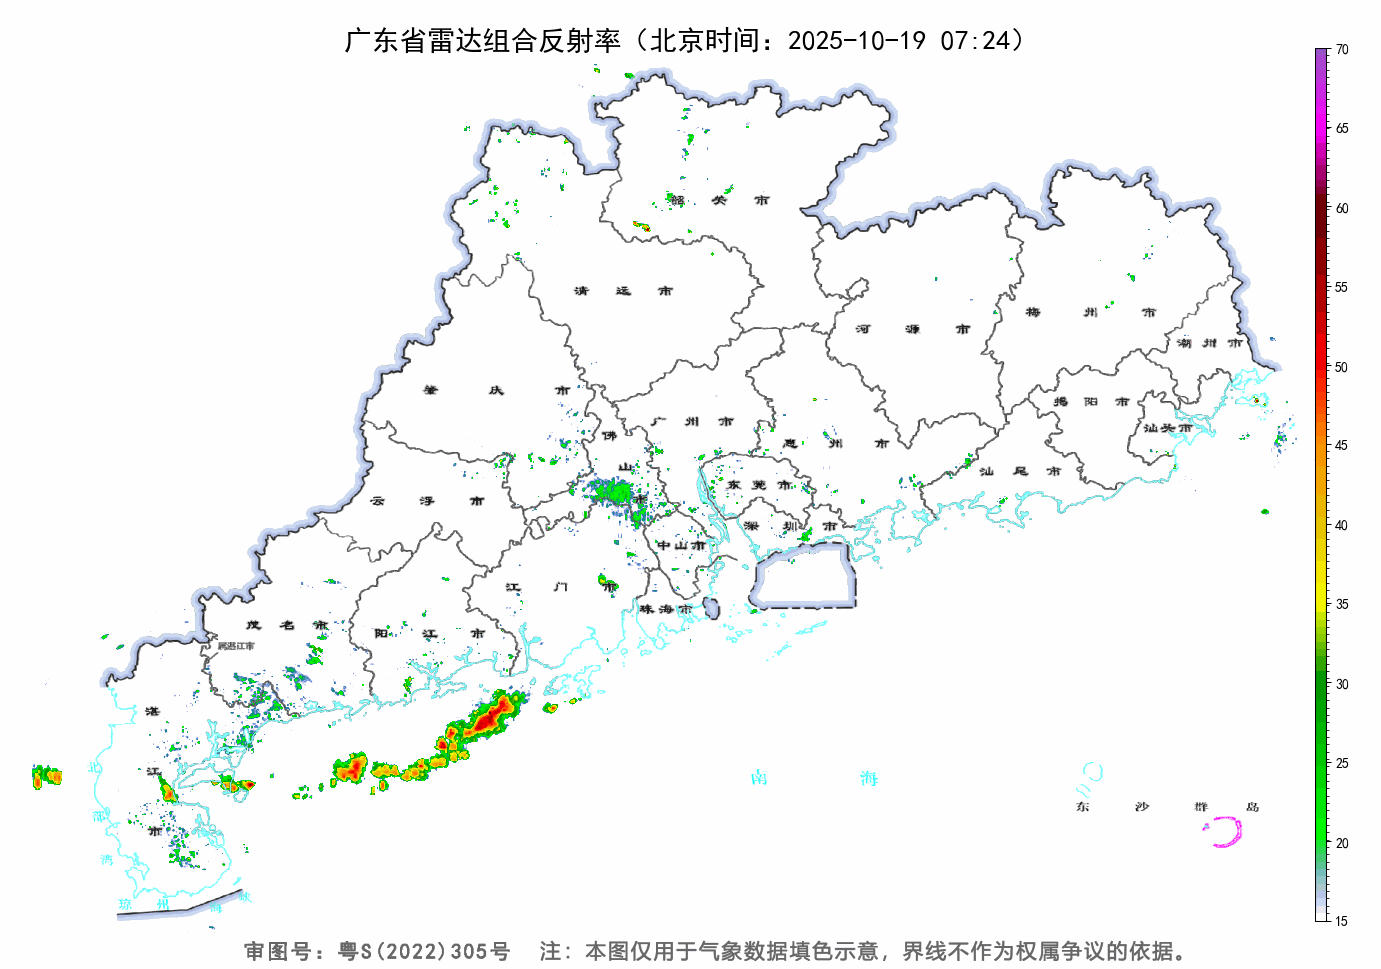 广东省雷达组合反射率（北京时间：2025-10-19 07:24）
70
65
60
55
50
45
40
35
30
25
20
15
韶关市
清远市
河源市
梅州市
潮州市
肇庆市
广州市
揭阳市
汕头市
佛山市
惠州市
汕尾市
云浮市
东莞市
深圳市
中山市
江门市
珠海市
茂名市
阳江市
属湛江市
湛江市
北部湾
南海
东沙群岛
琼州海峡
审图号：粤S(2022)305号 注：本图仅用于气象数据填色示意，界线不作为权属争议的依据。